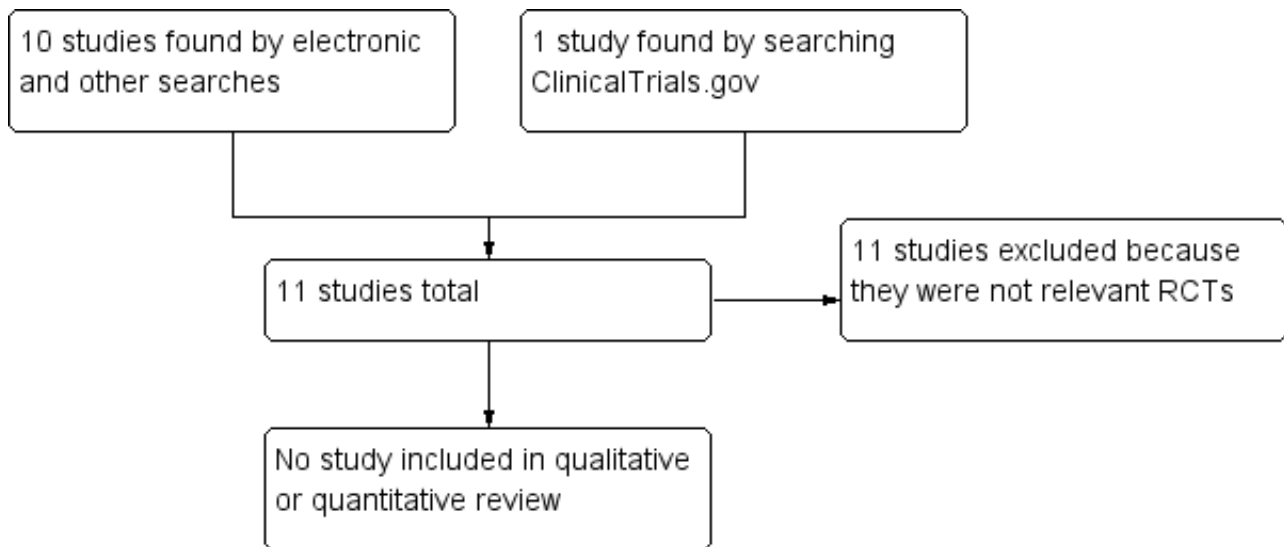 10 studies found by electronic
and other searches
1 study found by searching
ClinicalTrials.gov
11 studies total
11 studies excluded because
they were not relevant RCTs
No study included in qualitative
or quantitative review